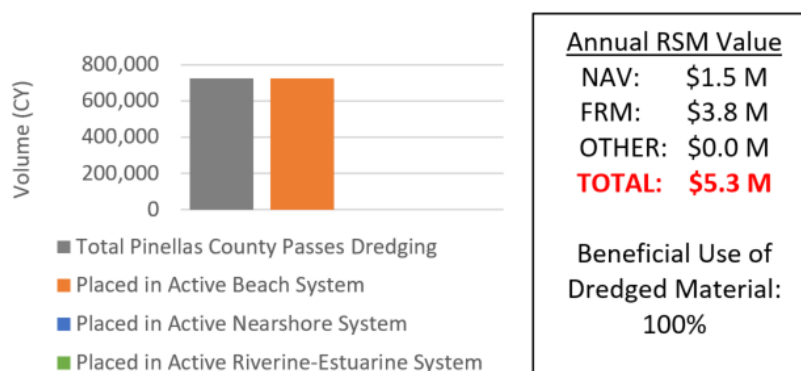 800,000
600,000
400,000
200,000
0
Volume (CY)
Total Pinellas County Passes Dredging
Placed in Active Beach System
Placed in Active Nearshore System
Placed in Active Riverine-Estuarine System
Annual RSM Value
NAV: $1.5 M
FRM: $3.8 M
OTHER: $0.0 M
TOTAL: $5.3 M
Beneficial Use of
Dredged Material:
100%